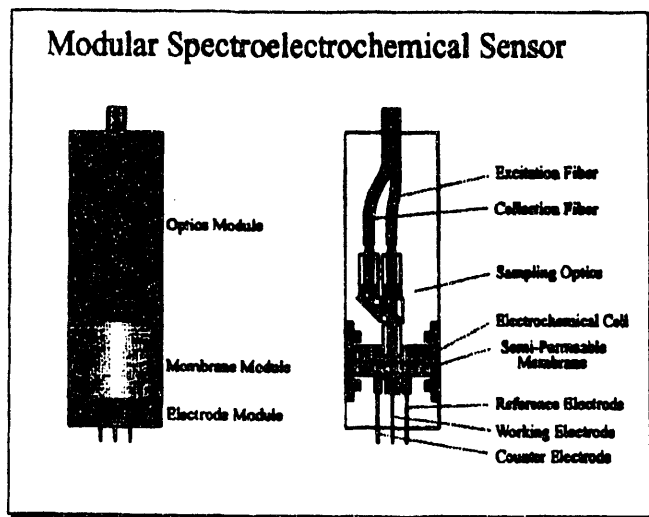 Modular Spectroelectrochemical Sensor
Optics Module
Mombrane Module
Electrode Module
Excitation Fiber
Collection Fiber
Sampling Optics
Electrochemical Cell
Semi-Permeable
Membrane
Reference Electrode
Working Electrode
Counter Electrode